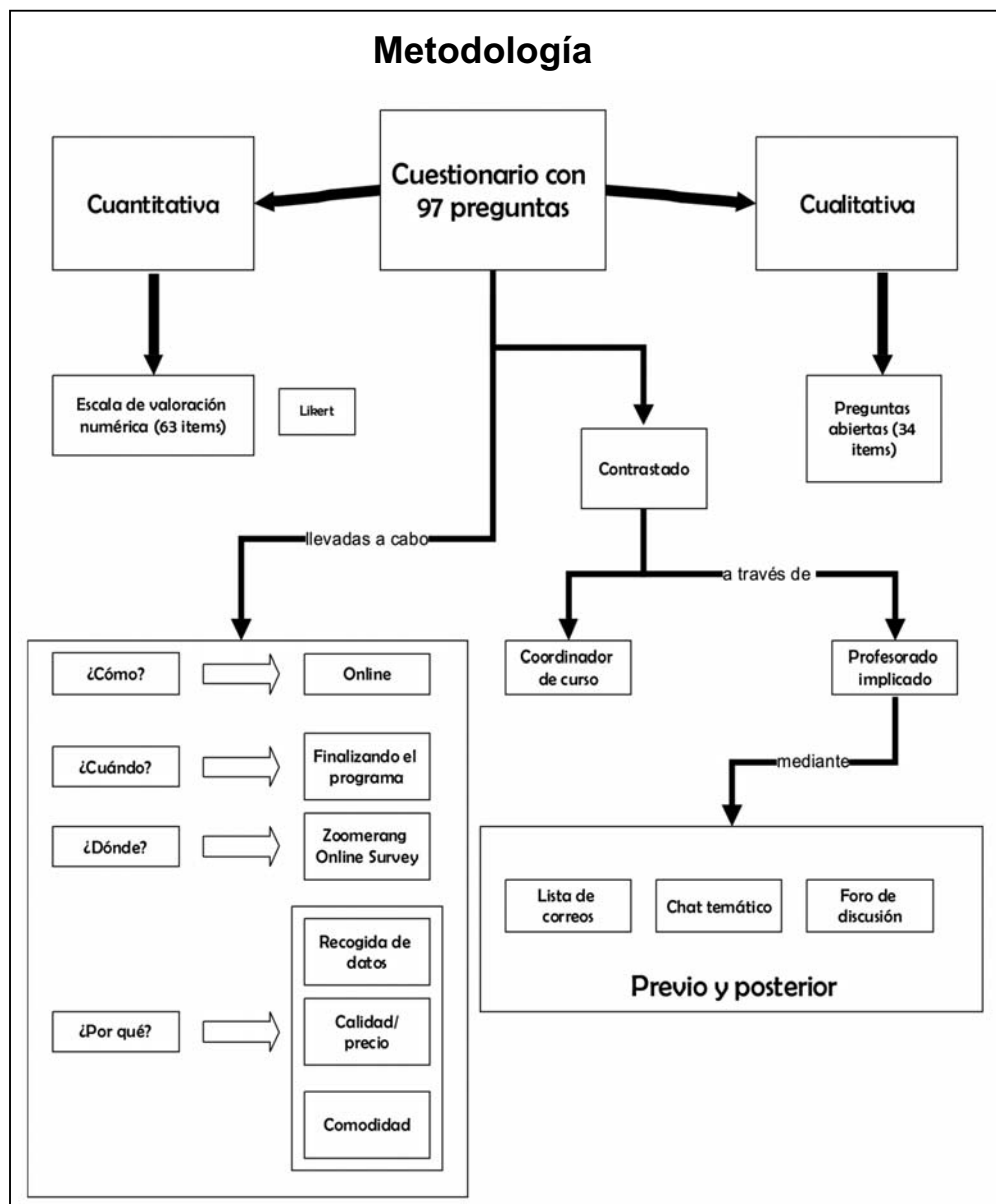 Metodología
Cuantitativa
Cuestionario con
97 preguntas
Cualitativa
Escala de valoración
numérica (63 items)
Likert
Preguntas
abiertas (34
items)
Contrastado
llevadas a cabo
a través de
Coordinador
de curso
Profesorado
implicado
mediante
¿Cómo?
Online
¿Cuándo?
Finalizando el
programa
¿Dónde?
Zoomerang
Online Survey
¿Por qué?
Recogida de
datos
Calidad/
precio
Comodidad
Lista de
correos
Chat temático
Foro de
discusión
Previo y posterior